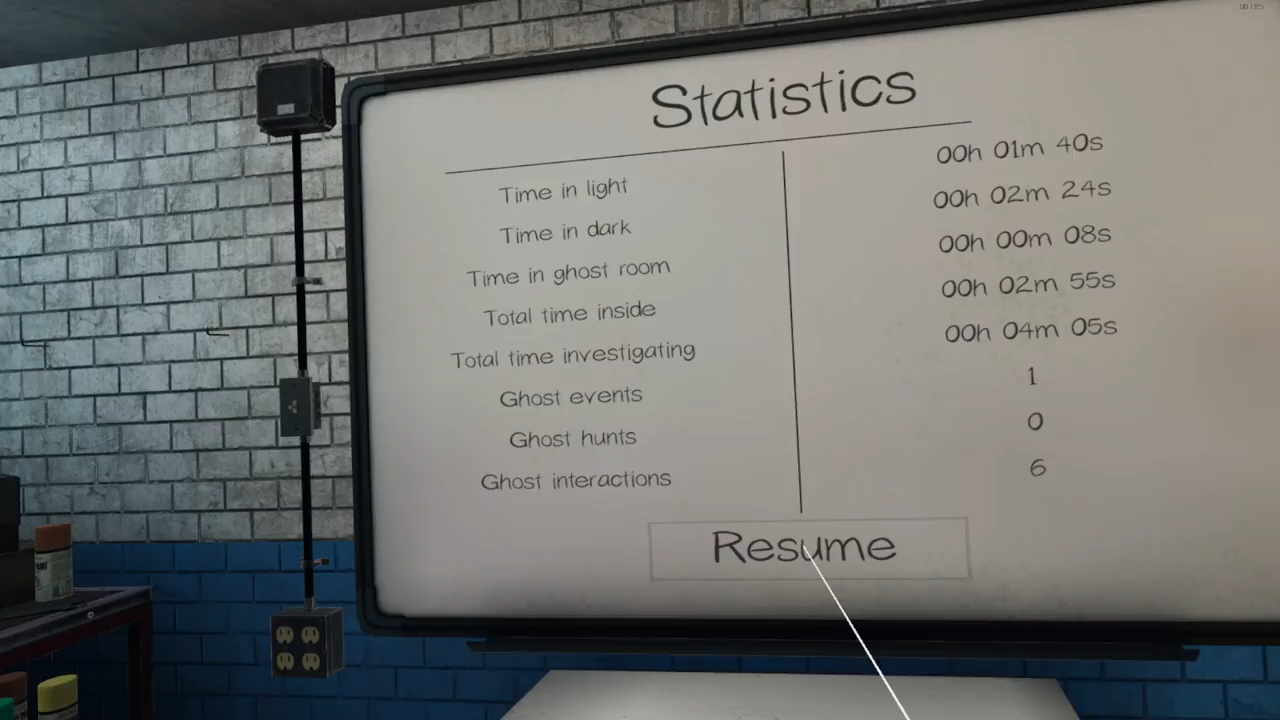 Statistics
Time in light 00h 01m 40s
Time in dark 00h 02m 24s
Time in ghost room 00h 00m 08s
Total time inside 00h 02m 55s
Total time investigating 00h 04m 05s
Ghost events 1
Ghost hunts 0
Ghost interactions 6
Resume